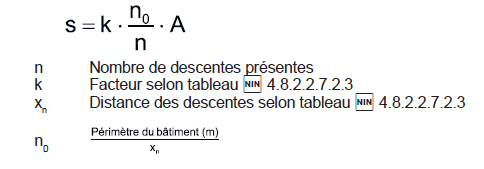 s = k · n₀/n · A
n Nombre de descentes présentes
k Facteur selon tableau NIN 4.8.2.2.7.2.3
xₙ Distance des descentes selon tableau NIN 4.8.2.2.7.2.3
n₀ Périmètre du bâtiment (m)
xₙ